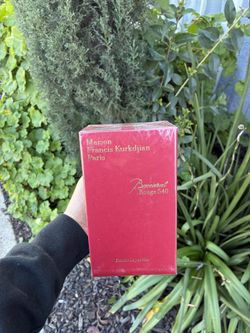 Maison
Francis Kurkdjian
Paris
Baccarat
Rouge 540